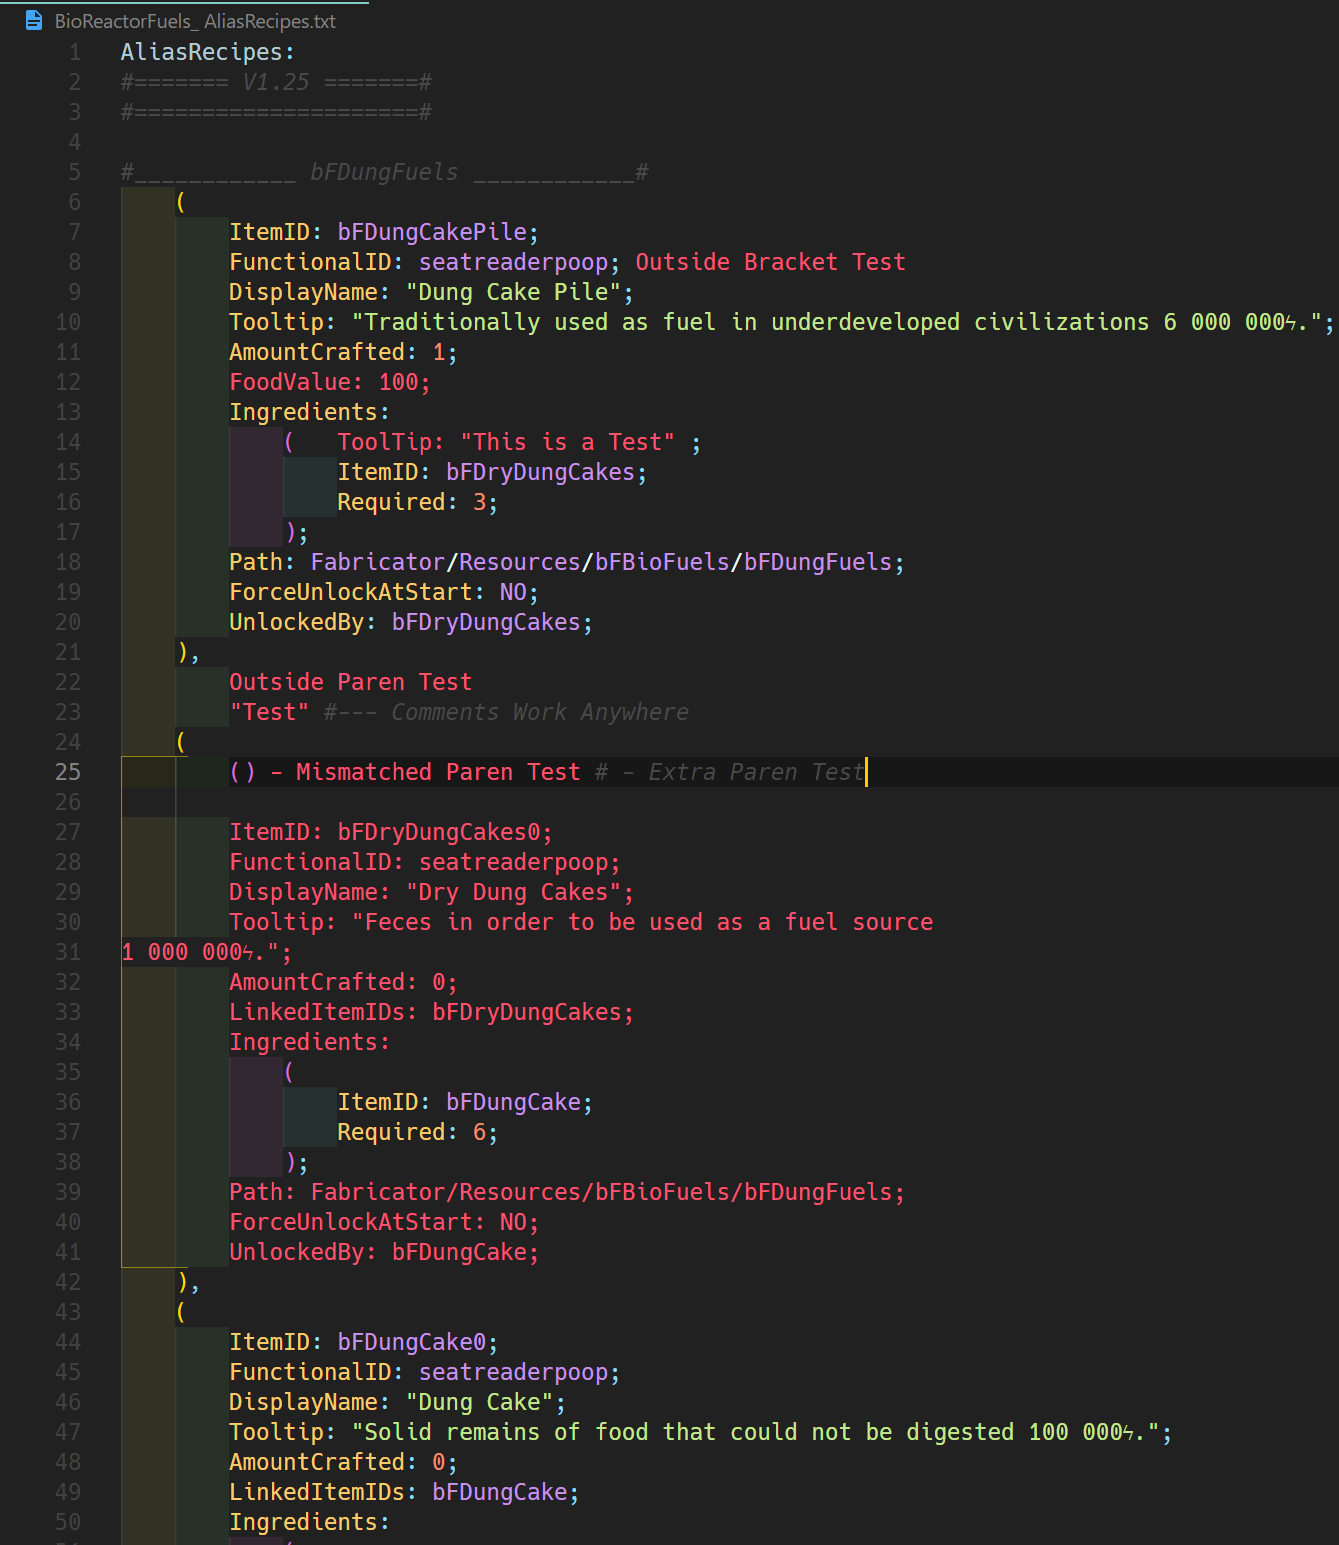 BioReactorFuels_ AliasRecipes.txt
1 AliasRecipes:
2 #======= V1.25 =======#
3 #=====================#
4
5 #____________ bFDungFuels ____________#
6 (
7 ItemID: bFDungCakePile;
8 FunctionalID: seatreaderpoop; Outside Bracket Test
9 DisplayName: "Dung Cake Pile";
10 Tooltip: "Traditionally used as fuel in underdeveloped civilizations 6 000 000ϟ.";
11 AmountCrafted: 1;
12 FoodValue: 100;
13 Ingredients:
14 ( ToolTip: "This is a Test" ;
15 ItemID: bFDryDungCakes;
16 Required: 3;
17 );
18 Path: Fabricator/Resources/bFBioFuels/bFDungFuels;
19 ForceUnlockAtStart: NO;
20 UnlockedBy: bFDryDungCakes;
21 ),
22 Outside Paren Test
23 "Test" #--- Comments Work Anywhere
24 (
25 () - Mismatched Paren Test # - Extra Paren Test
26
27 ItemID: bFDryDungCakes0;
28 FunctionalID: seatreaderpoop;
29 DisplayName: "Dry Dung Cakes";
30 Tooltip: "Feces in order to be used as a fuel source
31 1 000 000ϟ.";
32 AmountCrafted: 0;
33 LinkedItemIDs: bFDryDungCakes;
34 Ingredients:
35 (
36 ItemID: bFDungCake;
37 Required: 6;
38 );
39 Path: Fabricator/Resources/bFBioFuels/bFDungFuels;
40 ForceUnlockAtStart: NO;
41 UnlockedBy: bFDungCake;
42 ),
43 (
44 ItemID: bFDungCake0;
45 FunctionalID: seatreaderpoop;
46 DisplayName: "Dung Cake";
47 Tooltip: "Solid remains of food that could not be digested 100 000ϟ.";
48 AmountCrafted: 0;
49 LinkedItemIDs: bFDungCake;
50 Ingredients: